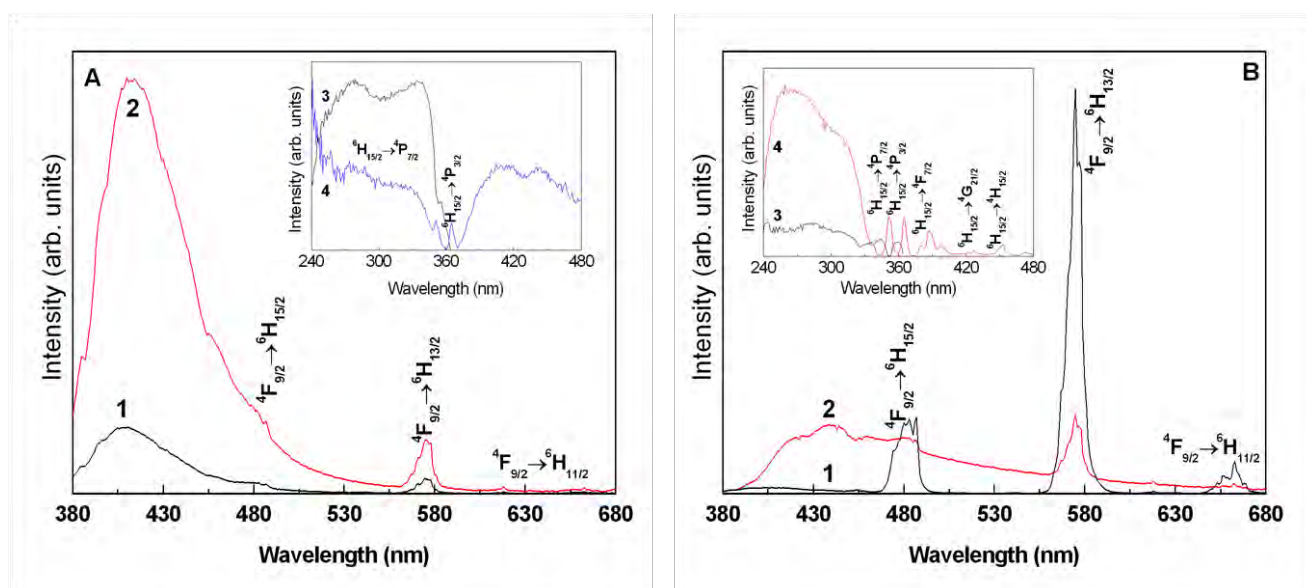 A
2
1
Intensity (arb. units)
Wavelength (nm)
380 430 480 530 580 630 680
⁴F₉/₂→⁶H₁₅/₂
⁴F₉/₂→⁶H₁₃/₂
⁴F₉/₂→⁶H₁₁/₂
3
4
⁶H₁₅/₂→⁴P₇/₂
⁶H₁₅/₂→⁴P₃/₂
Intensity (arb. units)
240 300 360 420 480
Wavelength (nm)
B
2
1
Intensity (arb. units)
Wavelength (nm)
380 430 480 530 580 630 680
⁴F₉/₂→⁶H₁₅/₂
⁴F₉/₂→⁶H₁₃/₂
⁴F₉/₂→⁶H₁₁/₂
4
3
⁶H₁₅/₂→⁴P₇/₂
⁶H₁₅/₂→⁴P₃/₂
⁶H₁₅/₂→⁴F₇/₂
⁶H₁₅/₂→⁴G₂₁/₂
⁶H₁₅/₂→⁴H₁₅/₂
Intensity (arb. units)
240 300 360 420 480
Wavelength (nm)